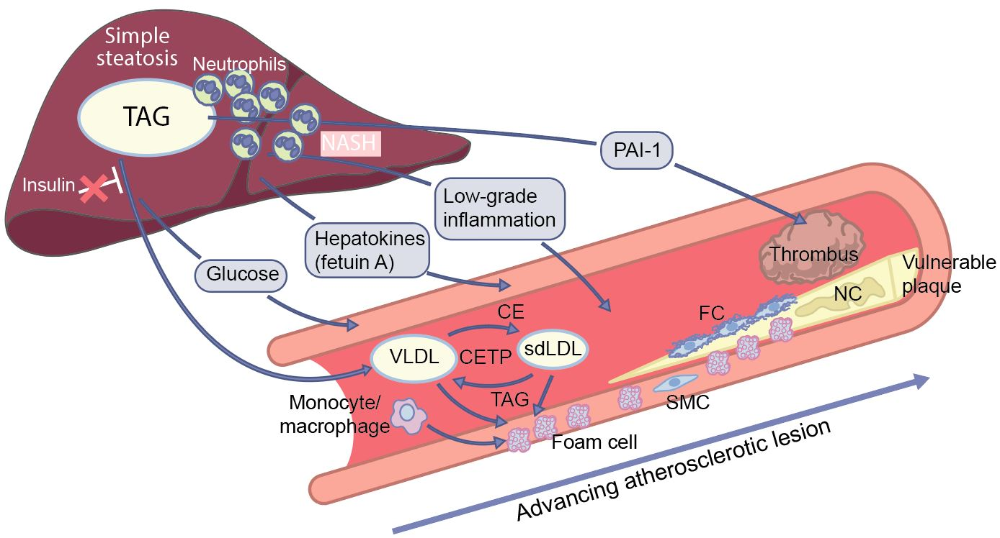 Simple
steatosis
Neutrophils
TAG
NASH
Insulin
PAI-1
Low-grade
inflammation
Hepatokines
(fetuin A)
Glucose
Thrombus
Vulnerable
plaque
NC
FC
CE
VLDL
CETP
sdLDL
TAG
Monocyte/
macrophage
SMC
Foam cell
Advancing atherosclerotic lesion